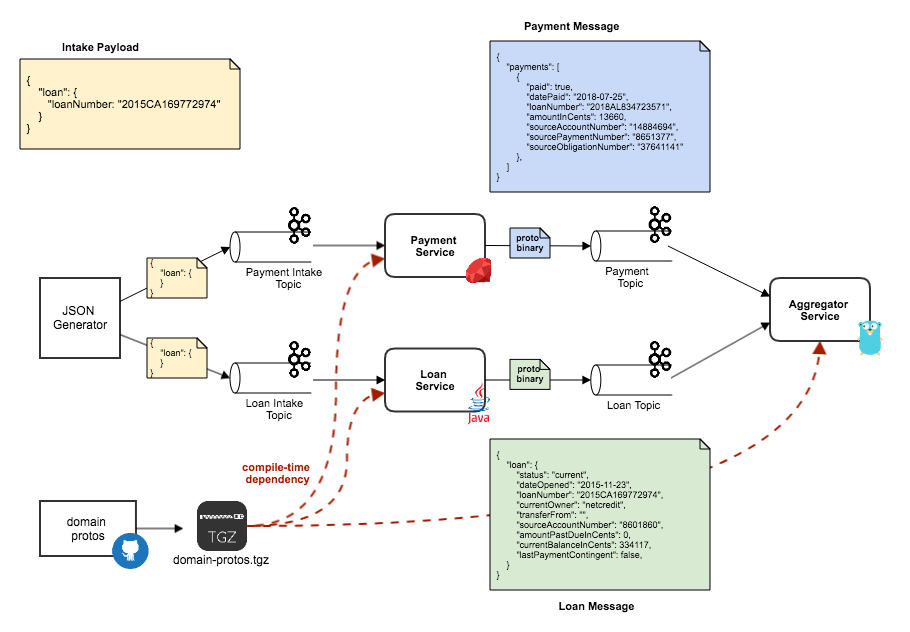 Payment Message
Intake Payload
{
"loan": {
"loanNumber: "2015CA169772974"
}
}
{
"payments": [
{
"paid": true,
"datePaid": "2018-07-25",
"loanNumber": "2018AL834723571",
"amountInCents": 13660,
"sourceAccountNumber": "14884694",
"sourcePaymentNumber": "8651377",
"sourceObligationNumber": "37641141"
},
]
}
JSON
Generator
{
"loan": {
}
}
Payment Intake
Topic
Payment
Service
proto
binary
Payment
Topic
Aggregator
Service
{
"loan": {
}
}
Loan Intake
Topic
Loan
Service
Java
proto
binary
Loan Topic
compile-time
dependency
domain
protos
TGZ
domain-protos.tgz
{
"loan": {
"status": "current",
"dateOpened": "2015-11-23",
"loanNumber": "2015CA169772974",
"currentOwner": "netcredit",
"transferFrom": "",
"sourceAccountNumber": "8601860",
"amountPastDueInCents": 0,
"currentBalanceInCents": 334117,
"lastPaymentContingent": false,
}
}
Loan Message